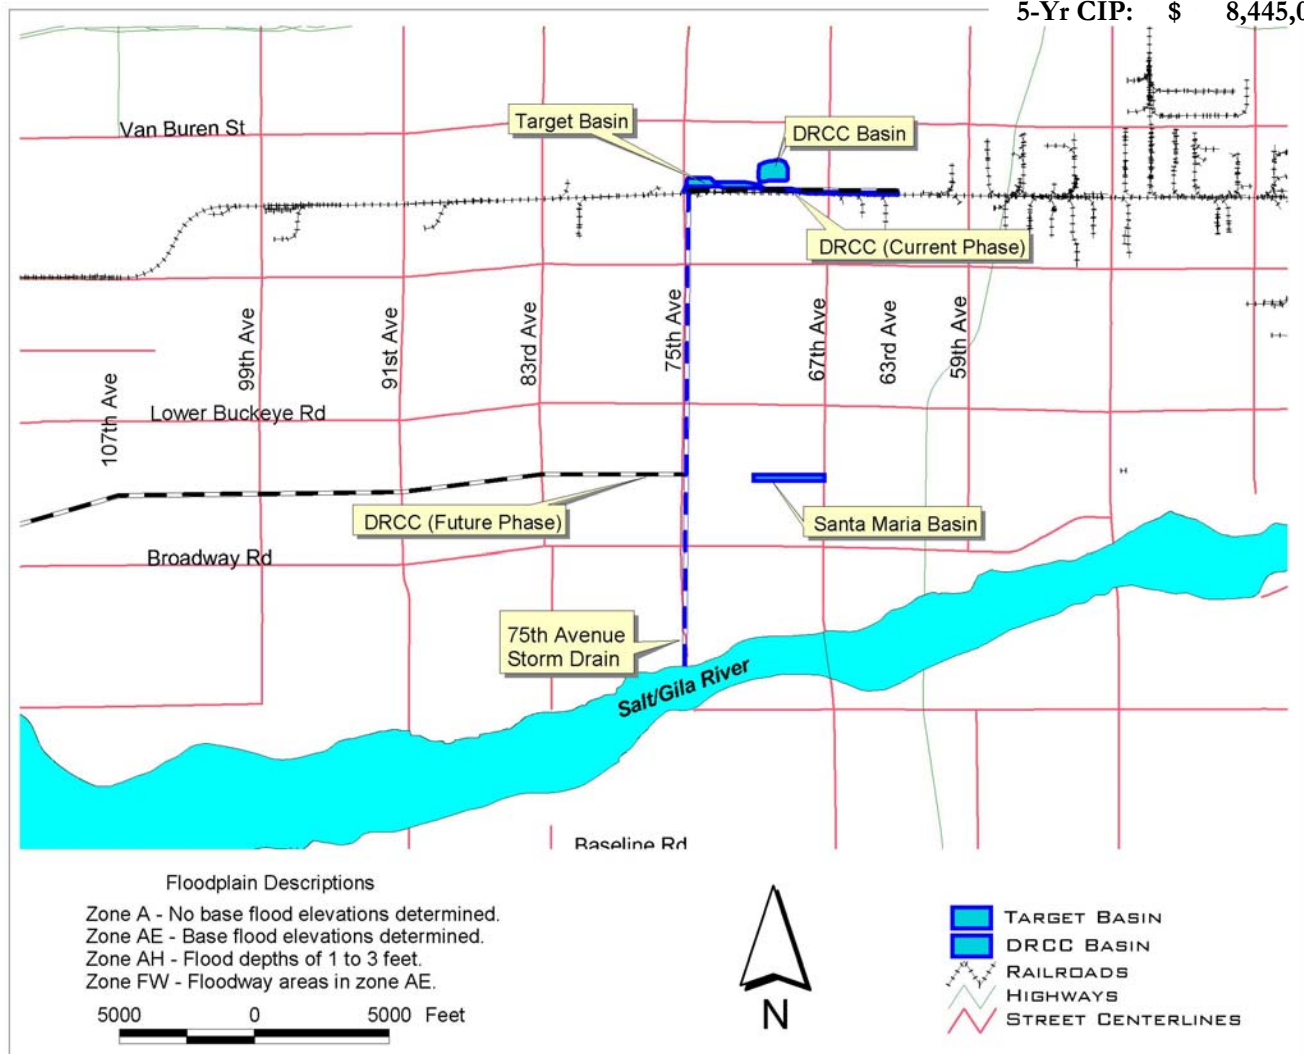 5-Yr CIP: $ 8,445,0
Van Buren St
Target Basin
DRCC Basin
DRCC (Current Phase)
107th Ave
99th Ave
91st Ave
83rd Ave
75th Ave
67th Ave
63rd Ave
59th Ave
Lower Buckeye Rd
DRCC (Future Phase)
Santa Maria Basin
Broadway Rd
75th Avenue
Storm Drain
Salt/Gila River
Baseline Rd
Floodplain Descriptions
Zone A - No base flood elevations determined.
Zone AE - Base flood elevations determined.
Zone AH - Flood depths of 1 to 3 feet.
Zone FW - Floodway areas in zone AE.
5000 0 5000 Feet
N
TARGET BASIN
DRCC BASIN
RAILROADS
HIGHWAYS
STREET CENTERLINES